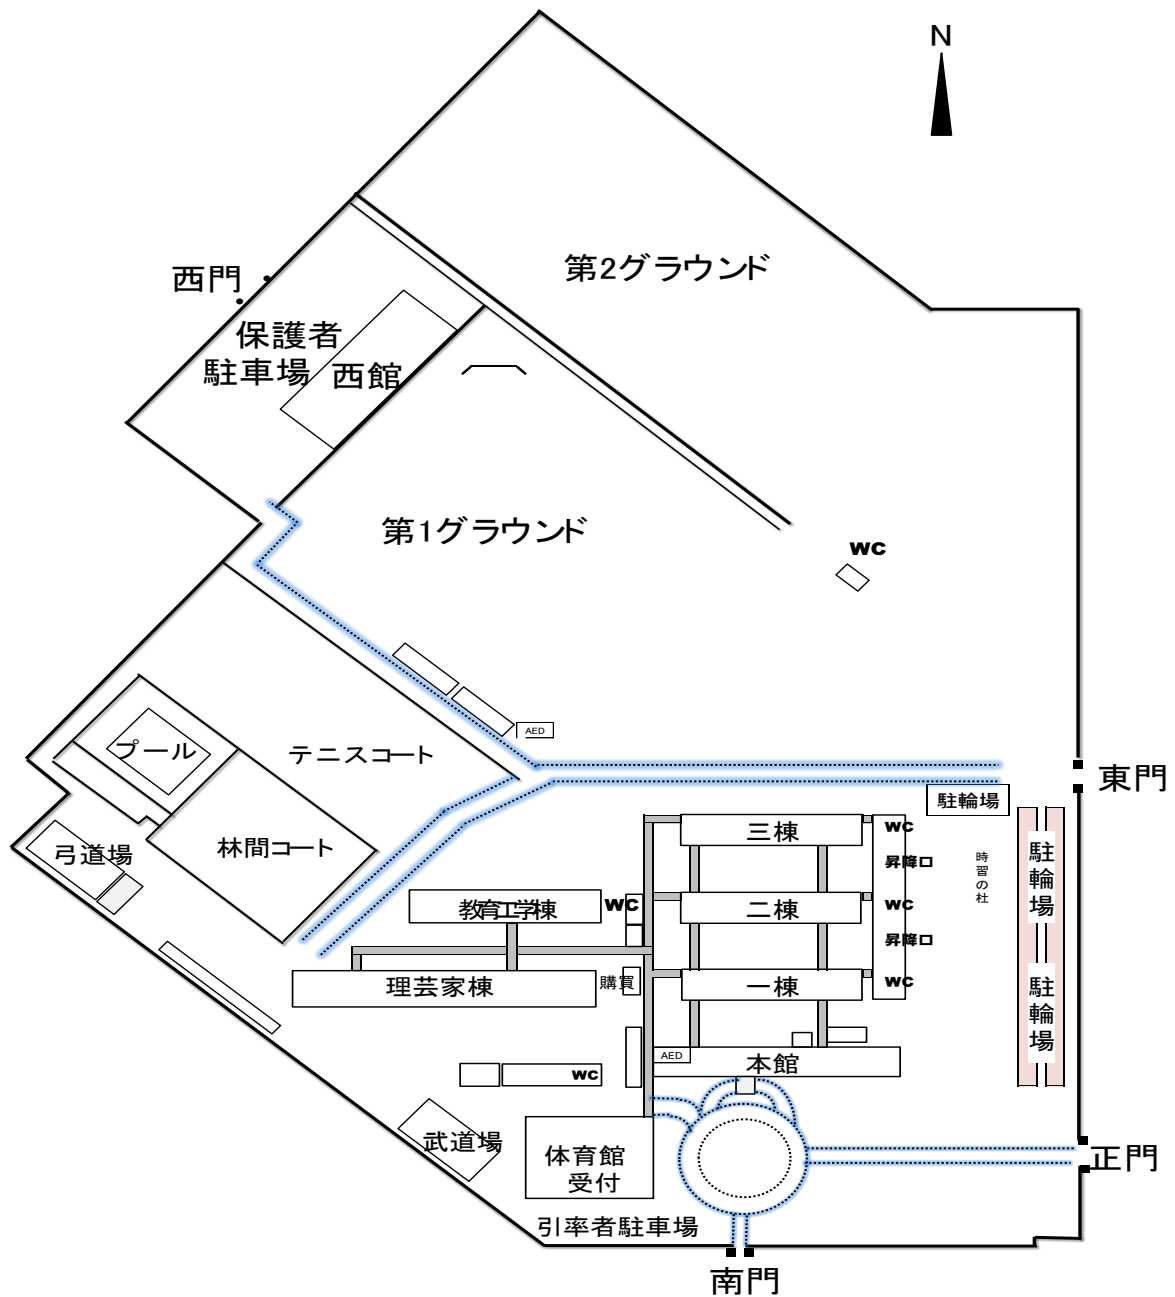 N
第2グラウンド
西門
保護者
駐車場
西館
第1グラウンド
WC
AED
プール
テニスコート
東門
駐輪場
弓道場
林間コート
三棟
WC
昇降口
時習の杜
駐輪場
教育工学棟
WC
二棟
WC
昇降口
理芸家棟
購買
一棟
WC
駐輪場
AED
本館
WC
武道場
体育館
受付
正門
引率者駐車場
南門